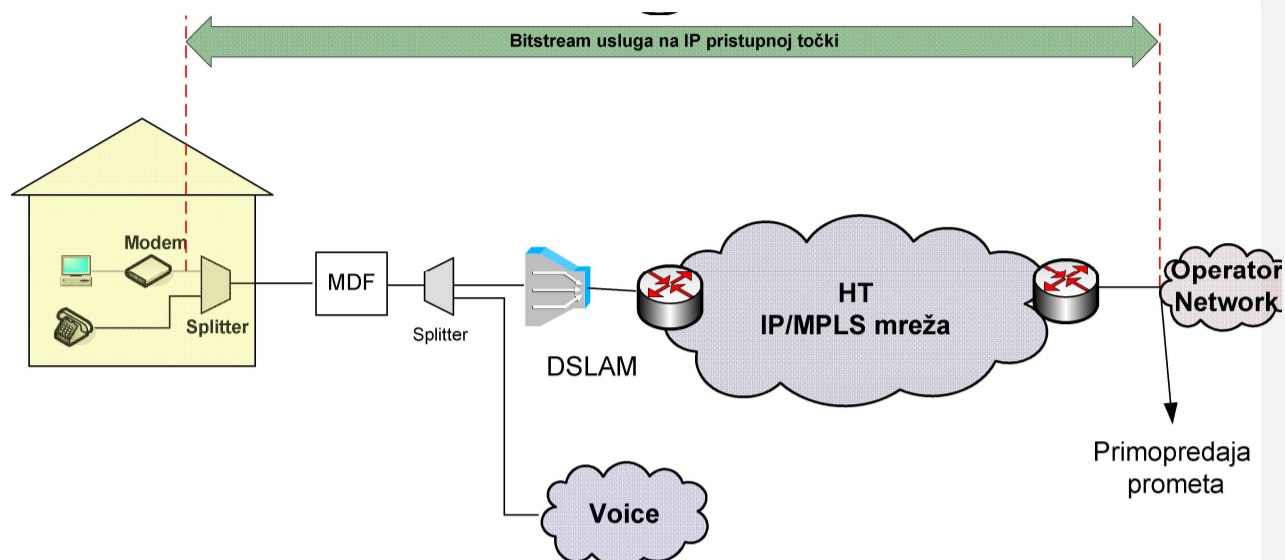 Bitstream usluga na IP pristupnoj točki
Modem
Splitter
MDF
Splitter
DSLAM
HT
IP/MPLS mreža
Operator
Network
Primopredaja
prometa
Voice